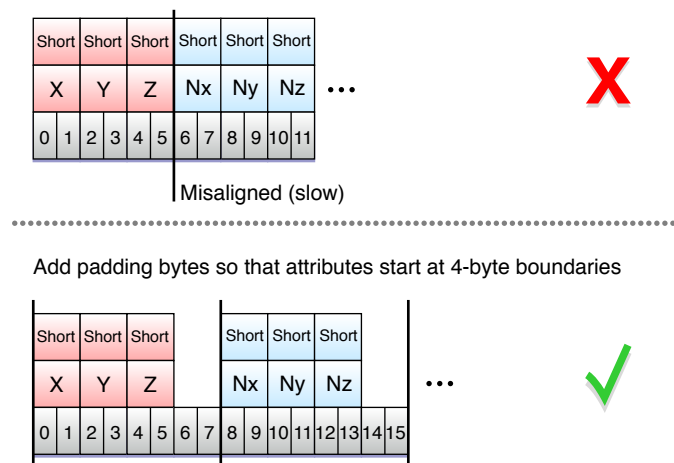 Short Short Short Short Short Short
X Y Z Nx Ny Nz ...
0 1 2 3 4 5 6 7 8 9 10 11
Misaligned (slow)
Add padding bytes so that attributes start at 4-byte boundaries
Short Short Short Short Short Short
X Y Z Nx Ny Nz ...
0 1 2 3 4 5 6 7 8 9 10 11 12 13 14 15